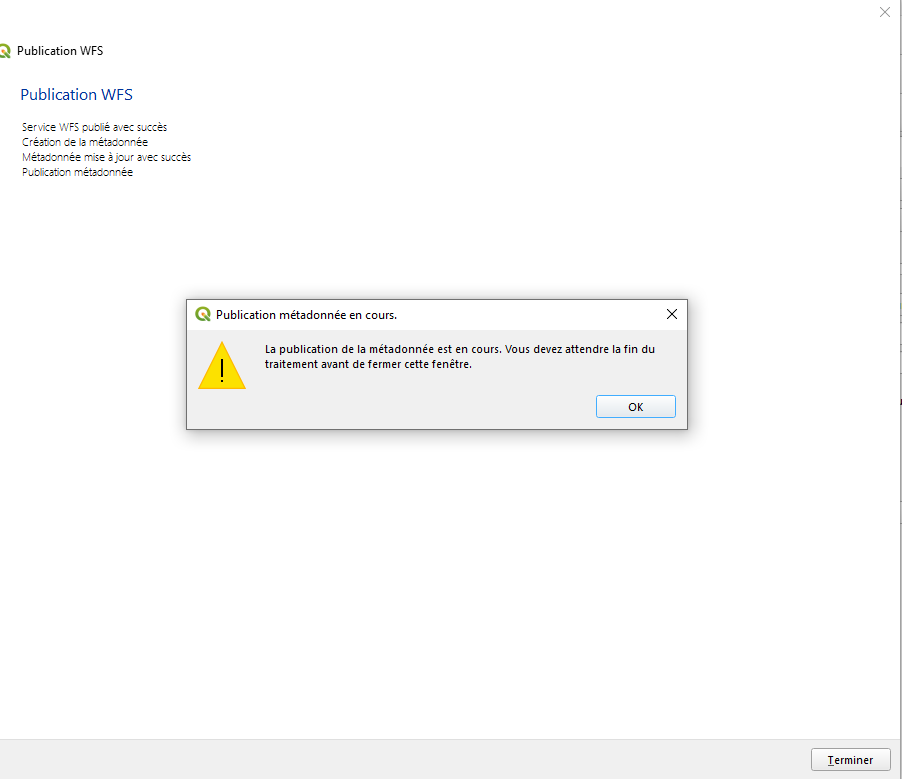 Publication WFS
Publication WFS
Service WFS publié avec succès
Création de la métadonnée
Métadonnée mise à jour avec succès
Publication métadonnée
Publication métadonnée en cours.
La publication de la métadonnée est en cours. Vous devez attendre la fin du
traitement avant de fermer cette fenêtre.
OK
Terminer